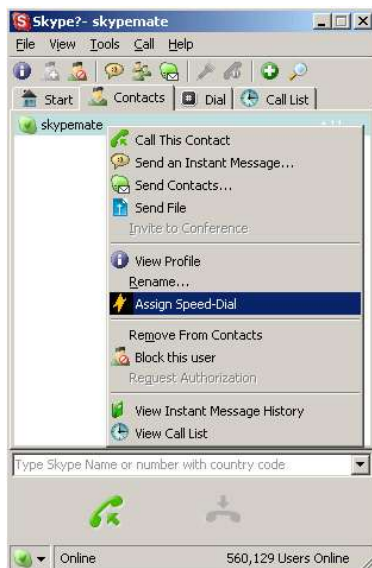 Skype?- skypemate
File View Tools Call Help
Start Contacts Dial Call List
skypemate
Call This Contact
Send an Instant Message...
Send Contacts...
Send File
Invite to Conference
View Profile
Rename...
Assign Speed-Dial
Remove From Contacts
Block this user
Request Authorization
View Instant Message History
View Call List
Type Skype Name or number with country code
Online 560,129 Users Online